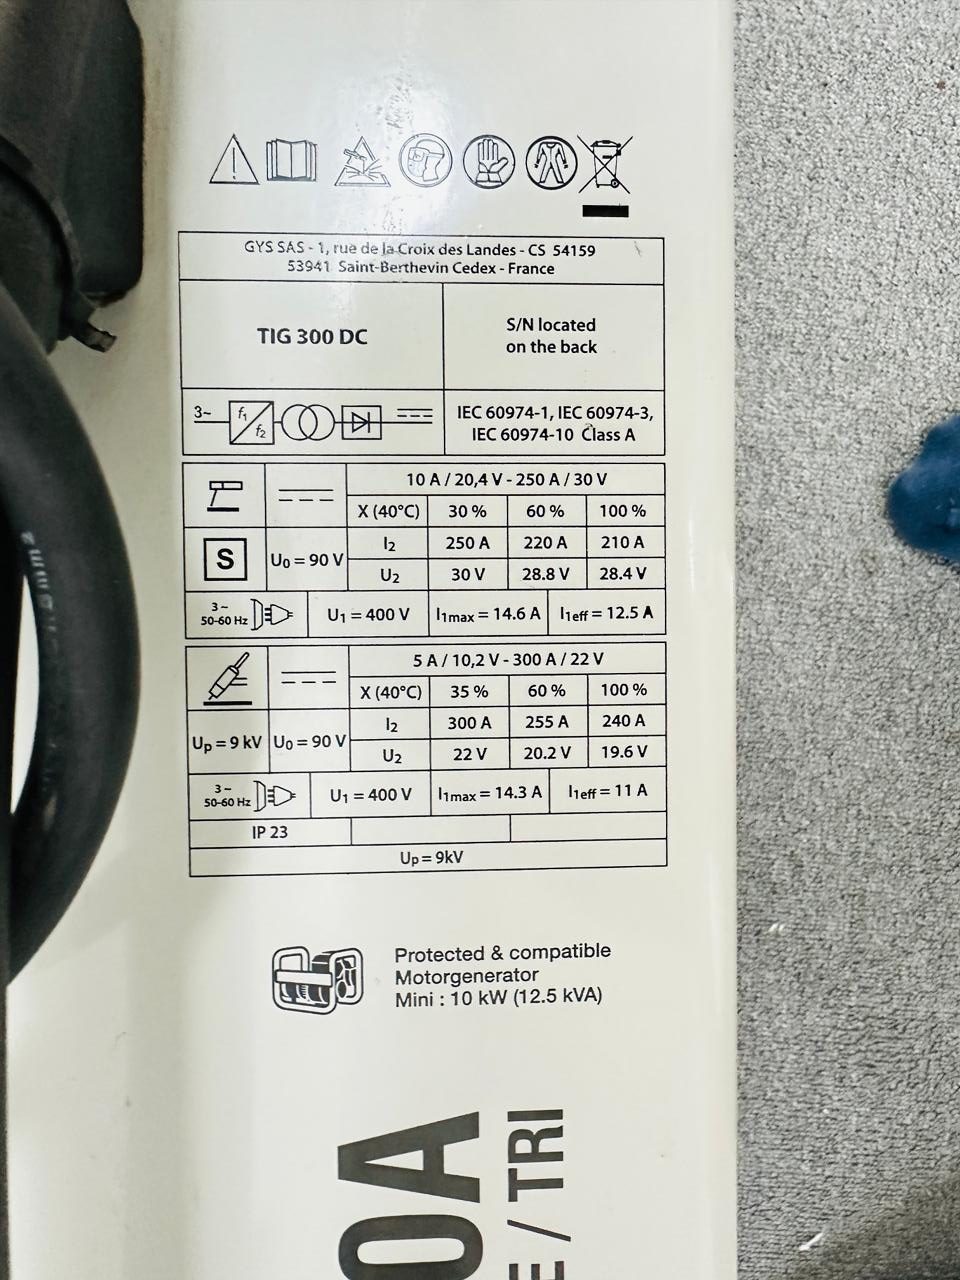 GYS SAS - 1, rue de la Croix des Landes - CS 54159
53941 Saint-Berthevin Cedex - France
TIG 300 DC
S/N located
on the back
3~
f1
f2
IEC 60974-1, IEC 60974-3,
IEC 60974-10 Class A
10 A / 20,4 V - 250 A / 30 V
X (40°C) 30 % 60 % 100 %
S
U0 = 90 V
I2 250 A 220 A 210 A
U2 30 V 28.8 V 28.4 V
3 ~
50-60 Hz
U1 = 400 V I1max = 14.6 A I1eff = 12.5 A
5 A / 10,2 V - 300 A / 22 V
X (40°C) 35 % 60 % 100 %
Up = 9 kV U0 = 90 V
I2 300 A 255 A 240 A
U2 22 V 20.2 V 19.6 V
3 ~
50-60 Hz
U1 = 400 V I1max = 14.3 A I1eff = 11 A
IP 23
Up = 9kV
Protected & compatible
Motorgenerator
Mini : 10 kW (12.5 kVA)
0A
/ TRI